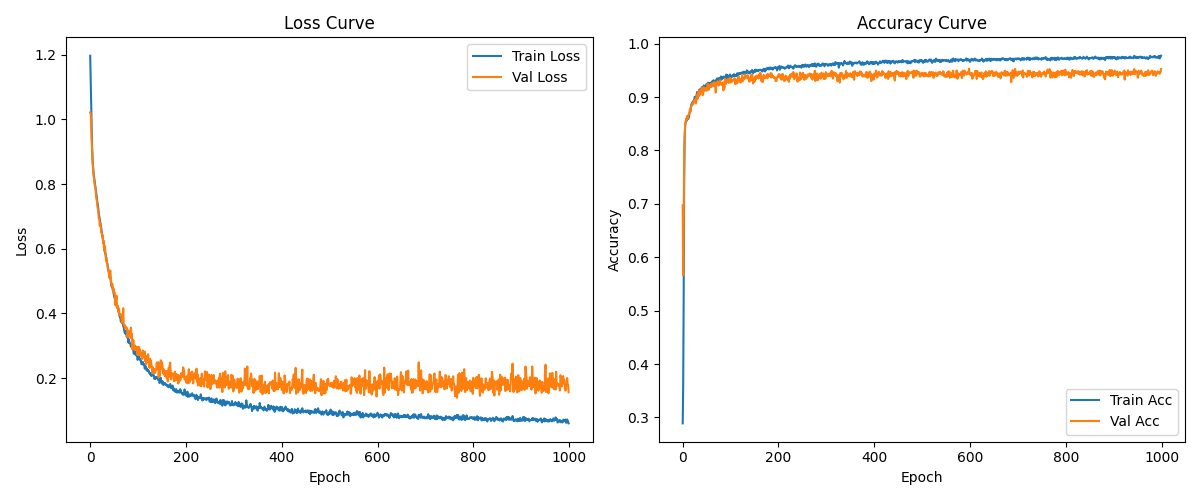 Loss Curve
1.2
1.0
0.8
0.6
0.4
0.2
Loss
0
200
400
600
800
1000
Epoch
Train Loss
Val Loss
Accuracy Curve
1.0
0.9
0.8
0.7
0.6
0.5
0.4
0.3
Accuracy
0
200
400
600
800
1000
Epoch
Train Acc
Val Acc